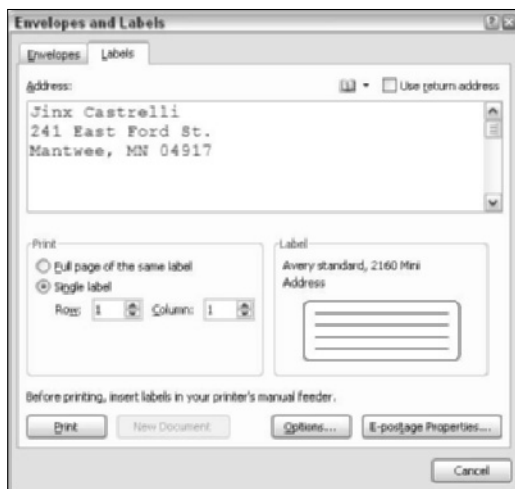 Envelopes and Labels
Envelopes Labels
Address: Use return address
Jinx Castrelli
241 East Ford St.
Mantwee, MN 04917
Print
Full page of the same label
Single label
Row: 1 Column: 1
Label
Avery standard, 2160 Mini
Address
Before printing, insert labels in your printer's manual feeder.
Print New Document Options... E-postage Properties...
Cancel